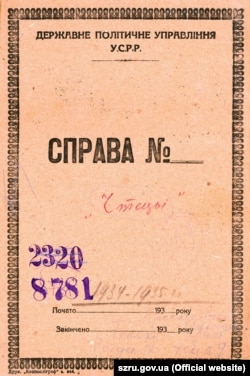 ДЕРЖАВНЕ ПОЛІТИЧНЕ УПРАВЛІННЯ
У.С.Р.Р.
СПРАВА №
"Чтецы"
2320
8781
1934-1935 г.
Почато 193 року
Закінчено 193 року
szru.gov.ua (Official website)